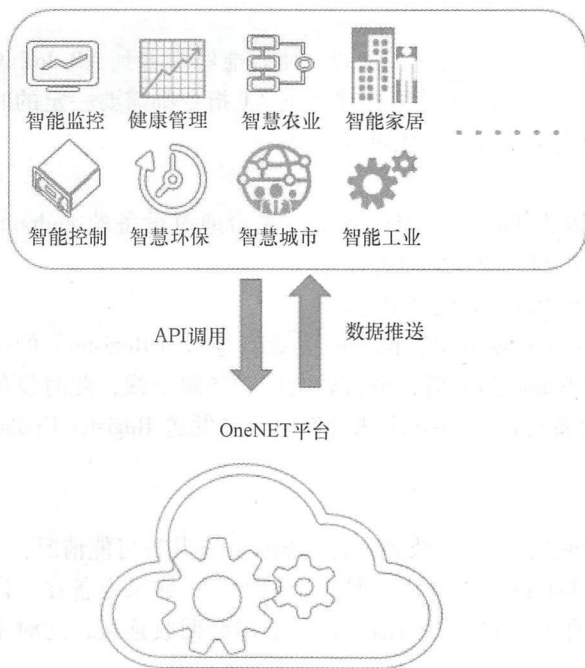 智能监控 健康管理 智慧农业 智能家居
......
智能控制 智慧环保 智慧城市 智能工业
API调用 数据推送
OneNET平台